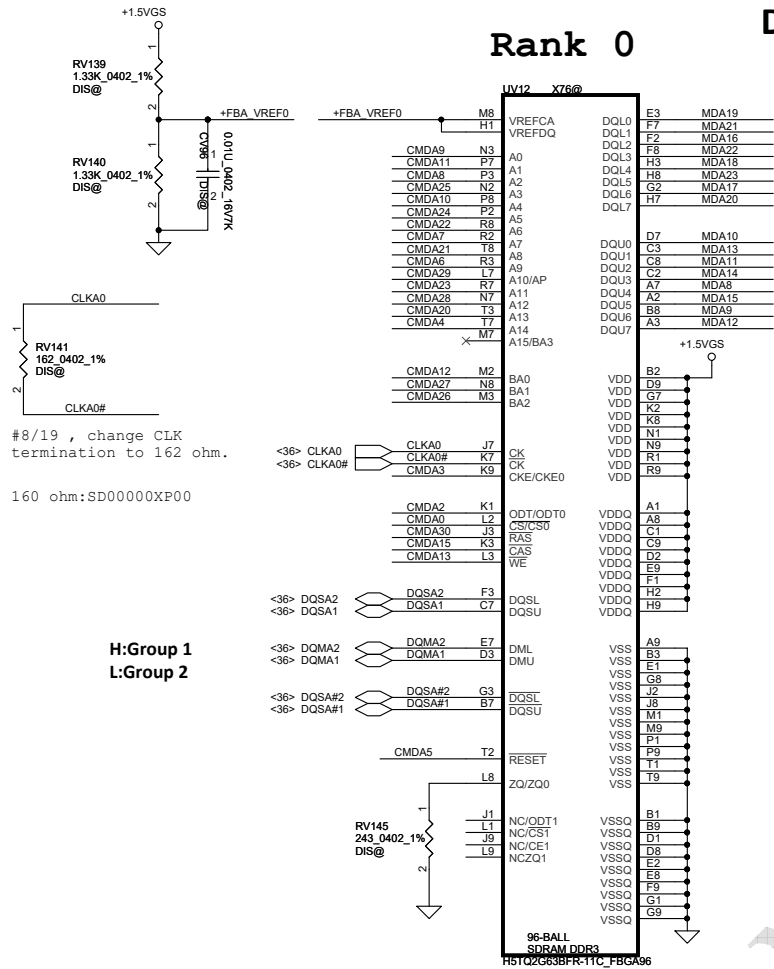 Rank 0
D
+1.5VGS
1
RV139
1.33K_0402_1%
DIS@
2
+FBA_VREF0
1
RV140
1.33K_0402_1%
DIS@
2
CV96
DIS@
1
2
0.01U_0402_16V7K
CLKA0
1
RV141
162_0402_1%
DIS@
2
CLKA0#
#8/19 , change CLK
termination to 162 ohm.
160 ohm:SD00000XP00
H:Group 1
L:Group 2
UV12 X76@
+FBA_VREF0 M8 VREFCA
H1 VREFDQ
CMDA9 N3 A0
CMDA11 P7 A1
CMDA8 P3 A2
CMDA25 N2 A3
CMDA10 P8 A4
CMDA24 P2 A5
CMDA22 R8 A6
CMDA7 R2 A7
CMDA21 T8 A8
CMDA6 R3 A9
CMDA29 L7 A10/AP
CMDA23 R7 A11
CMDA28 N7 A12
CMDA20 T3 A13
CMDA4 T7 A14
M7 A15/BA3
CMDA12 M2 BA0
CMDA27 N8 BA1
CMDA26 M3 BA2
<36> CLKA0 CLKA0 J7 CK
<36> CLKA0# CLKA0# K7 CK
CMDA3 K9 CKE/CKE0
CMDA2 K1 ODT/ODT0
CMDA0 L2 CS/CS0
CMDA30 J3 RAS
CMDA15 K3 CAS
CMDA13 L3 WE
<36> DQSA2 DQSA2 F3 DQSL
<36> DQSA1 DQSA1 C7 DQSU
<36> DQMA2 DQMA2 E7 DML
<36> DQMA1 DQMA1 D3 DMU
<36> DQSA#2 DQSA#2 G3 DQSL
<36> DQSA#1 DQSA#1 B7 DQSU
CMDA5 T2 RESET
L8 ZQ/ZQ0
1
RV145
243_0402_1%
DIS@
2
J1 NC/ODT1
L1 NC/CS1
J9 NC/CE1
L9 NCZQ1
DQL0 E3 MDA19
DQL1 F7 MDA21
DQL2 F2 MDA16
DQL3 F8 MDA22
DQL4 H3 MDA18
DQL5 H8 MDA23
DQL6 G2 MDA17
DQL7 H7 MDA20
DQU0 D7 MDA10
DQU1 C3 MDA13
DQU2 C8 MDA11
DQU3 C2 MDA14
DQU4 A7 MDA8
DQU5 A2 MDA15
DQU6 B8 MDA9
DQU7 A3 MDA12
+1.5VGS
VDD B2
VDD D9
VDD G7
VDD K2
VDD K8
VDD N1
VDD N9
VDD R1
VDD R9
VDDQ A1
VDDQ A8
VDDQ C1
VDDQ C9
VDDQ D2
VDDQ E9
VDDQ F1
VDDQ H2
VDDQ H9
VSS A9
VSS B3
VSS E1
VSS G8
VSS J2
VSS J8
VSS M1
VSS M9
VSS P1
VSS P9
VSS T1
VSS T9
VSSQ B1
VSSQ B9
VSSQ D1
VSSQ D8
VSSQ E2
VSSQ E8
VSSQ F9
VSSQ G1
VSSQ G9
96-BALL
SDRAM DDR3
H5TQ2G63BFR-11C_FBGA96